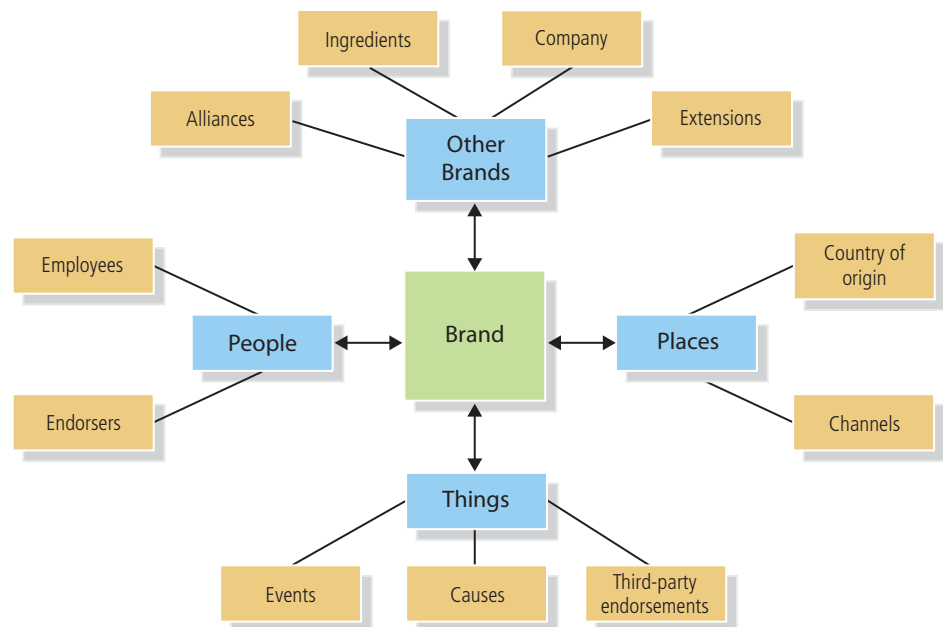 Ingredients
Company
Alliances
Extensions
Other
Brands
Employees
Country of
origin
People
Brand
Places
Endorsers
Channels
Things
Events
Causes
Third-party
endorsements